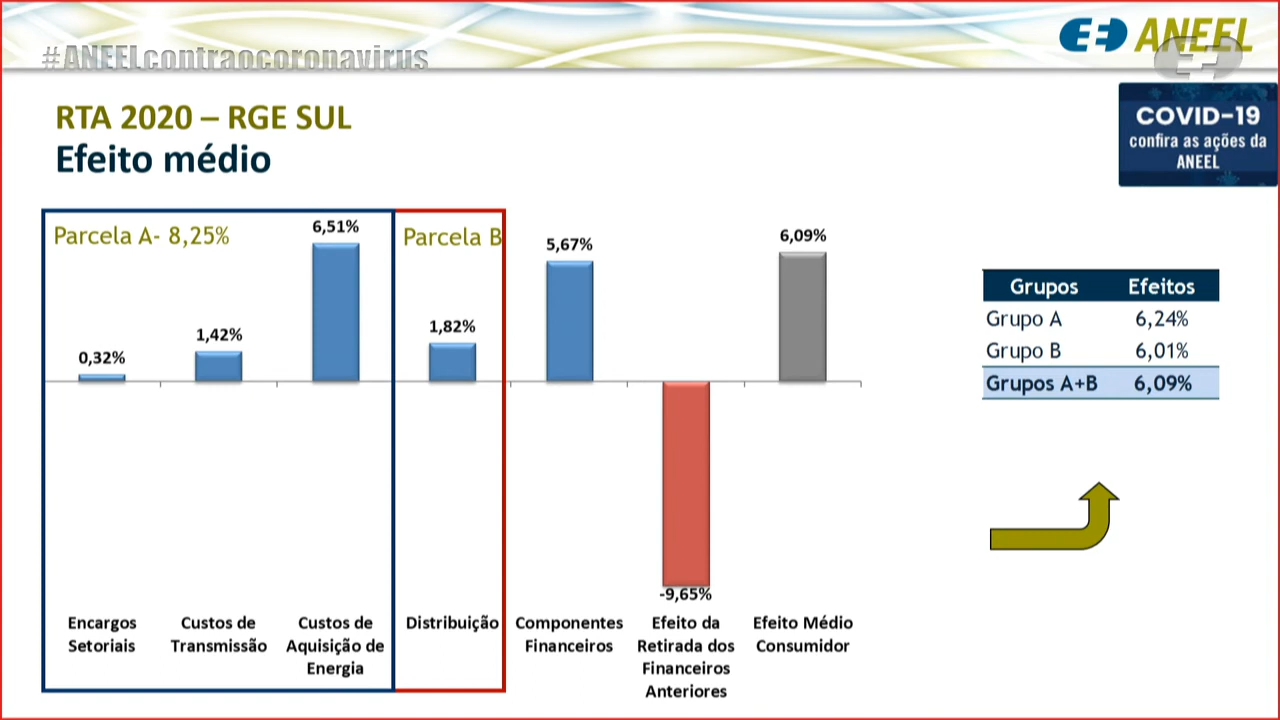 #ANEELcontraocoronavirus
ANEEL
COVID-19
confira as ações da
ANEEL
RTA 2020 – RGE SUL
Efeito médio
Parcela A- 8,25%
Parcela B
0,32%
1,42%
6,51%
1,82%
5,67%
-9,65%
6,09%
Encargos
Setoriais
Custos de
Transmissão
Custos de
Aquisição de
Energia
Distribuição
Componentes
Financeiros
Efeito da
Retirada dos
Financeiros
Anteriores
Efeito Médio
Consumidor
Grupos Efeitos
Grupo A 6,24%
Grupo B 6,01%
Grupos A+B 6,09%